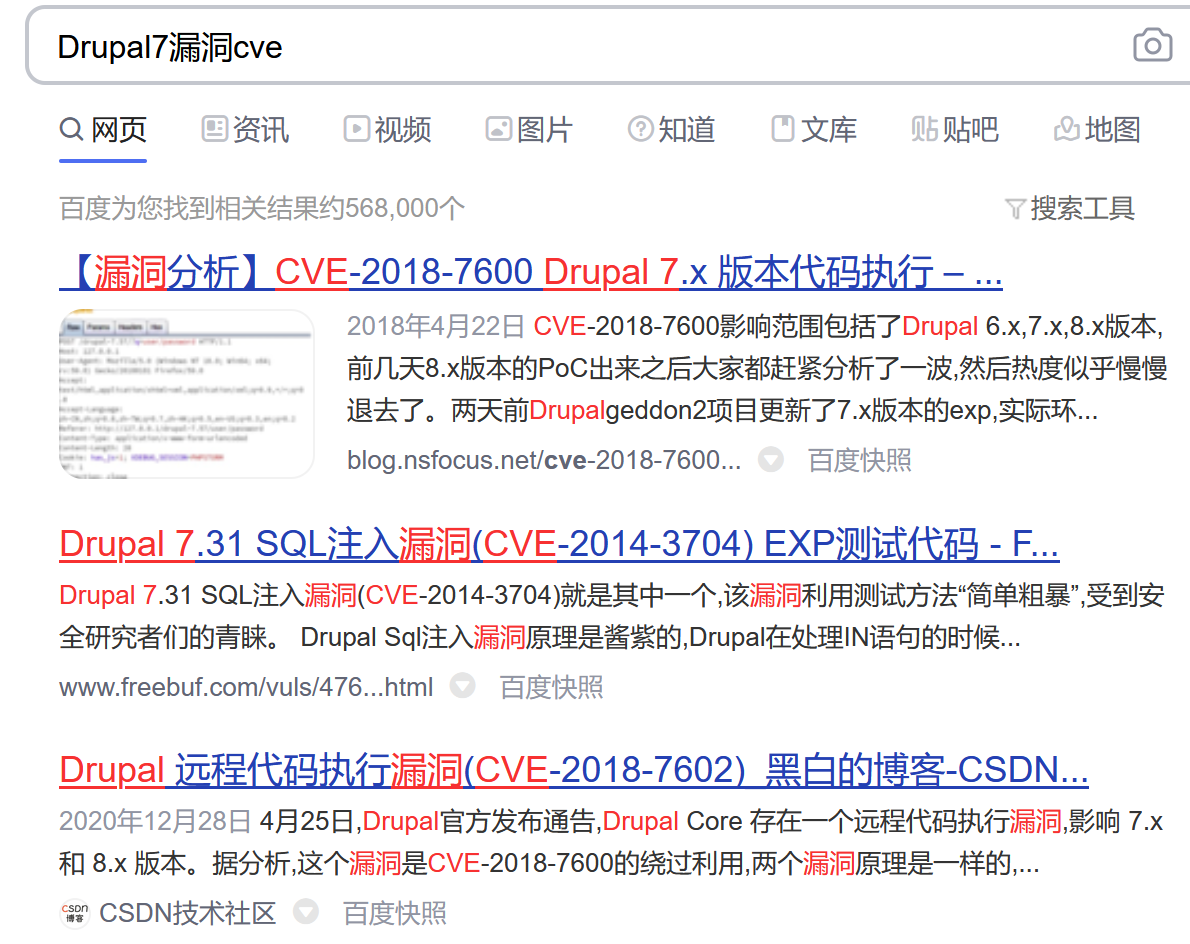 Drupal7漏洞cve
网页 资讯 视频 图片 知道 文库 贴 贴吧 地图
百度为您找到相关结果约568,000个 搜索工具
【漏洞分析】CVE-2018-7600 Drupal 7.x 版本代码执行 – ...
2018年4月22日 CVE-2018-7600影响范围包括了Drupal 6.x,7.x,8.x版本,
前几天8.x版本的PoC出来之后大家都赶紧分析了一波,然后热度似乎慢慢
退去了。两天前Drupalgeddon2项目更新了7.x版本的exp,实际环...
blog.nsfocus.net/cve-2018-7600... 百度快照
Drupal 7.31 SQL注入漏洞(CVE-2014-3704) EXP测试代码 - F...
Drupal 7.31 SQL注入漏洞(CVE-2014-3704)就是其中一个,该漏洞利用测试方法“简单粗暴”,受到安
全研究者们的青睐。 Drupal Sql注入漏洞原理是酱紫的,Drupal在处理IN语句的时候...
www.freebuf.com/vuls/476...html 百度快照
Drupal 远程代码执行漏洞(CVE-2018-7602)_黑白的博客-CSDN...
2020年12月28日 4月25日,Drupal官方发布通告,Drupal Core 存在一个远程代码执行漏洞,影响 7.x
和 8.x 版本。据分析,这个漏洞是CVE-2018-7600的绕过利用,两个漏洞原理是一样的,...
CSDN博客 CSDN技术社区 百度快照